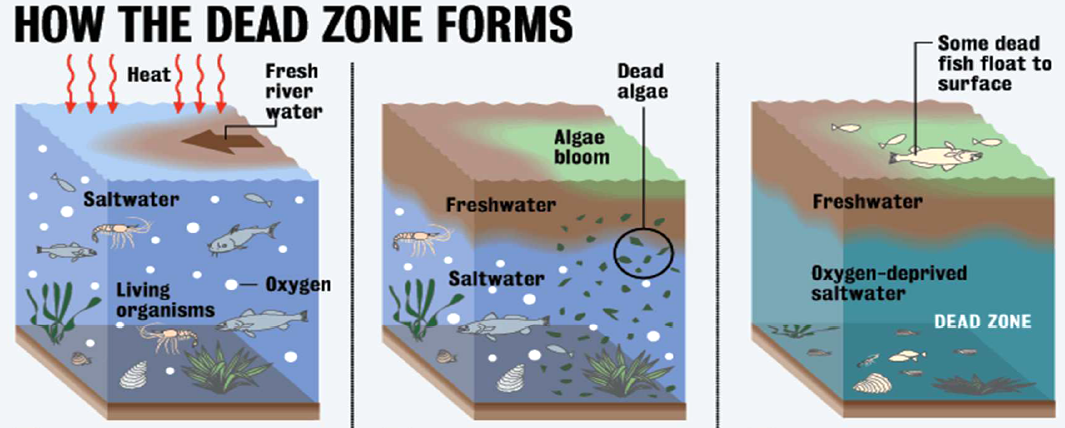 HOW THE DEAD ZONE FORMS
Heat
Fresh
river
water
Saltwater
Oxygen
Living
organisms
Dead
algae
Algae
bloom
Freshwater
Saltwater
Some dead
fish float to
surface
Freshwater
Oxygen-deprived
saltwater
DEAD ZONE